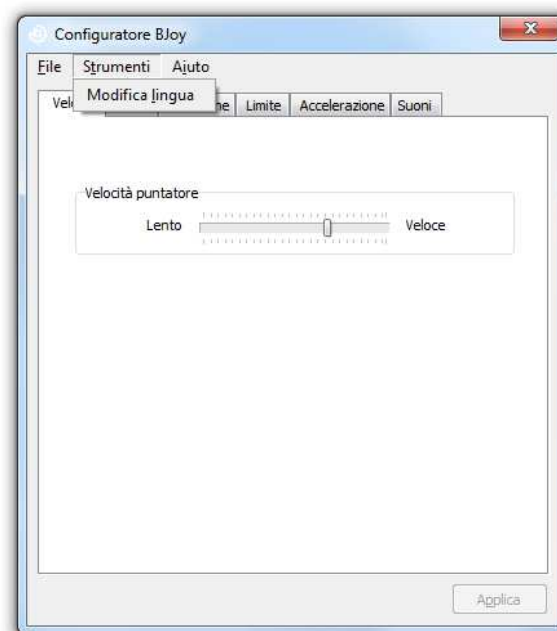 Configuratore BJoy
File Strumenti Aiuto
Modifica lingua
Limite Accelerazione Suoni
Velocità puntatore
Lento Veloce
Applica